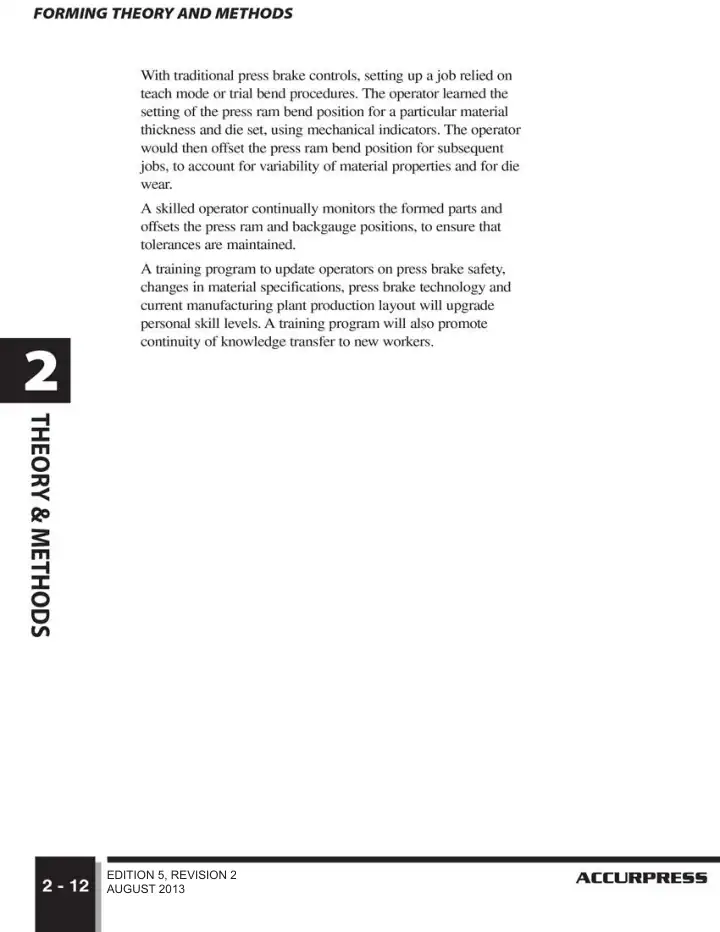 FORMING THEORY AND METHODS
With traditional press brake controls, setting up a job relied on
teach mode or trial bend procedures. The operator learned the
setting of the press ram bend position for a particular material
thickness and die set, using mechanical indicators. The operator
would then offset the press ram bend position for subsequent
jobs, to account for variability of material properties and for die
wear.
A skilled operator continually monitors the formed parts and
offsets the press ram and backgauge positions, to ensure that
tolerances are maintained.
A training program to update operators on press brake safety,
changes in material specifications, press brake technology and
current manufacturing plant production layout will upgrade
personal skill levels. A training program will also promote
continuity of knowledge transfer to new workers.
2
THEORY & METHODS
2 - 12
EDITION 5, REVISION 2
AUGUST 2013
ACCURPRESS